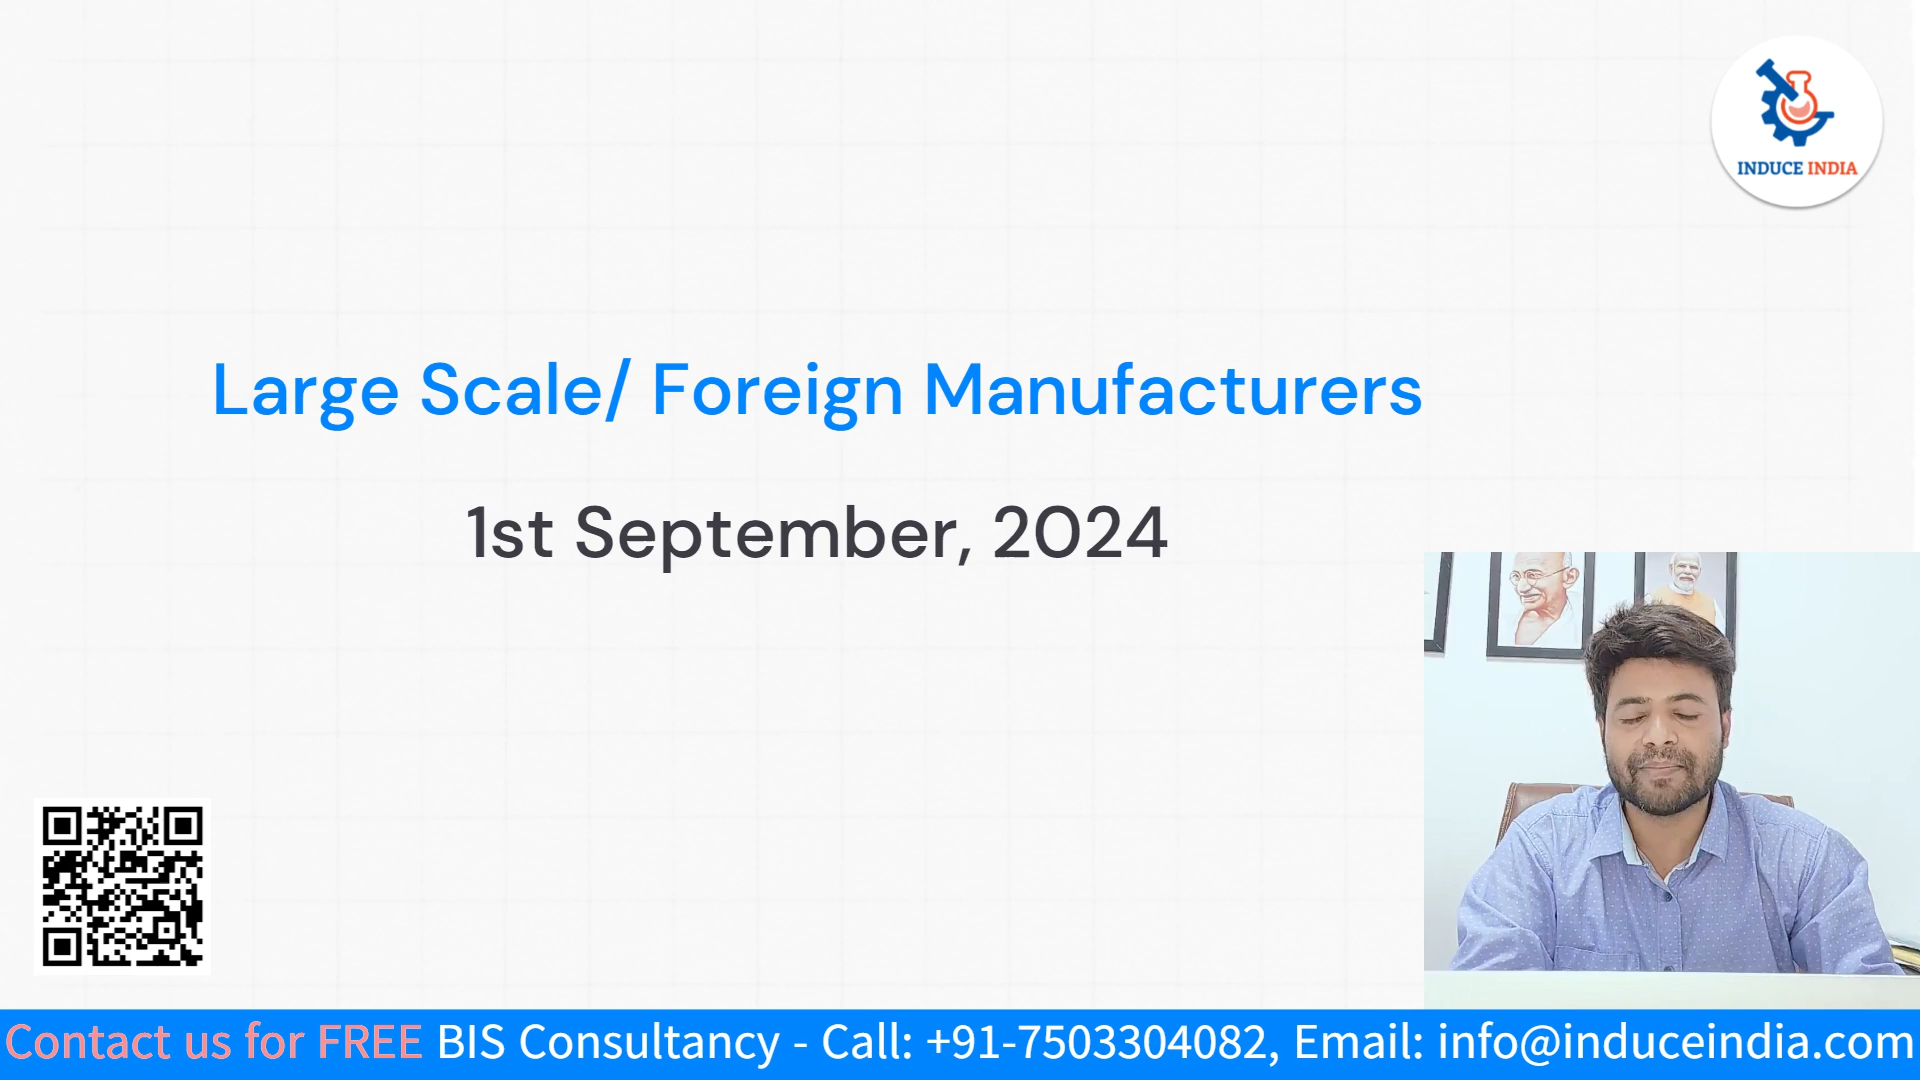 INDUCE INDIA
Large Scale/ Foreign Manufacturers
1st September, 2024
Contact us for FREE BIS Consultancy - Call: +91-7503304082, Email: info@induceindia.com